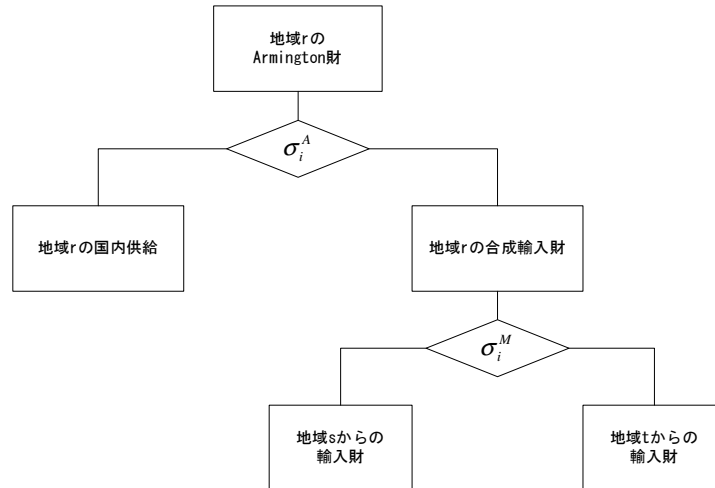 地域rの
Armington財
σ_i^A
地域rの国内供給
地域rの合成輸入財
σ_i^M
地域sからの
輸入財
地域tからの
輸入財